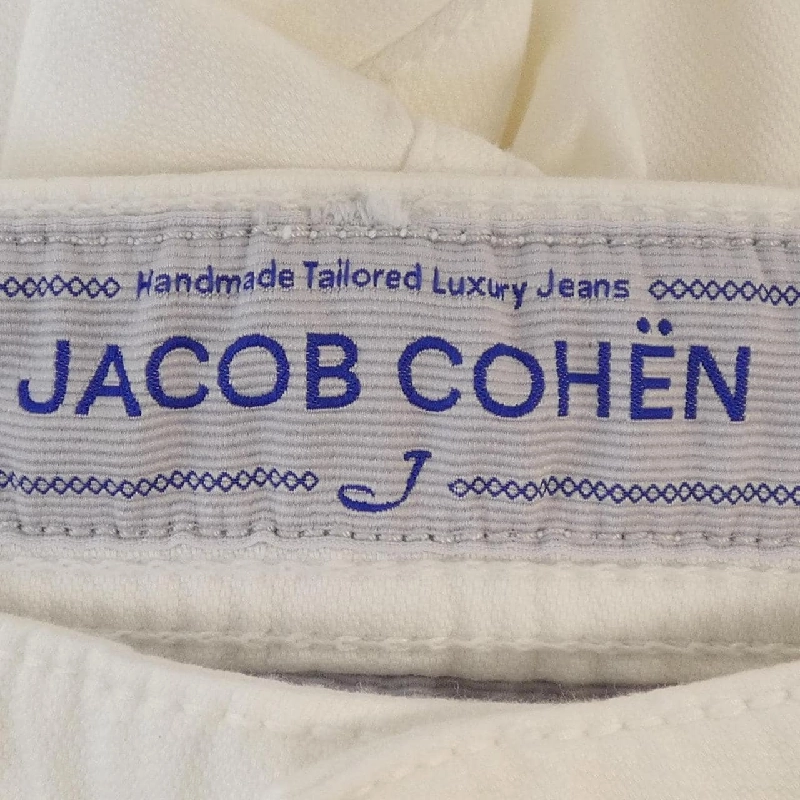 Handmade Tailored Luxury Jeans
JACOB COHËN
J